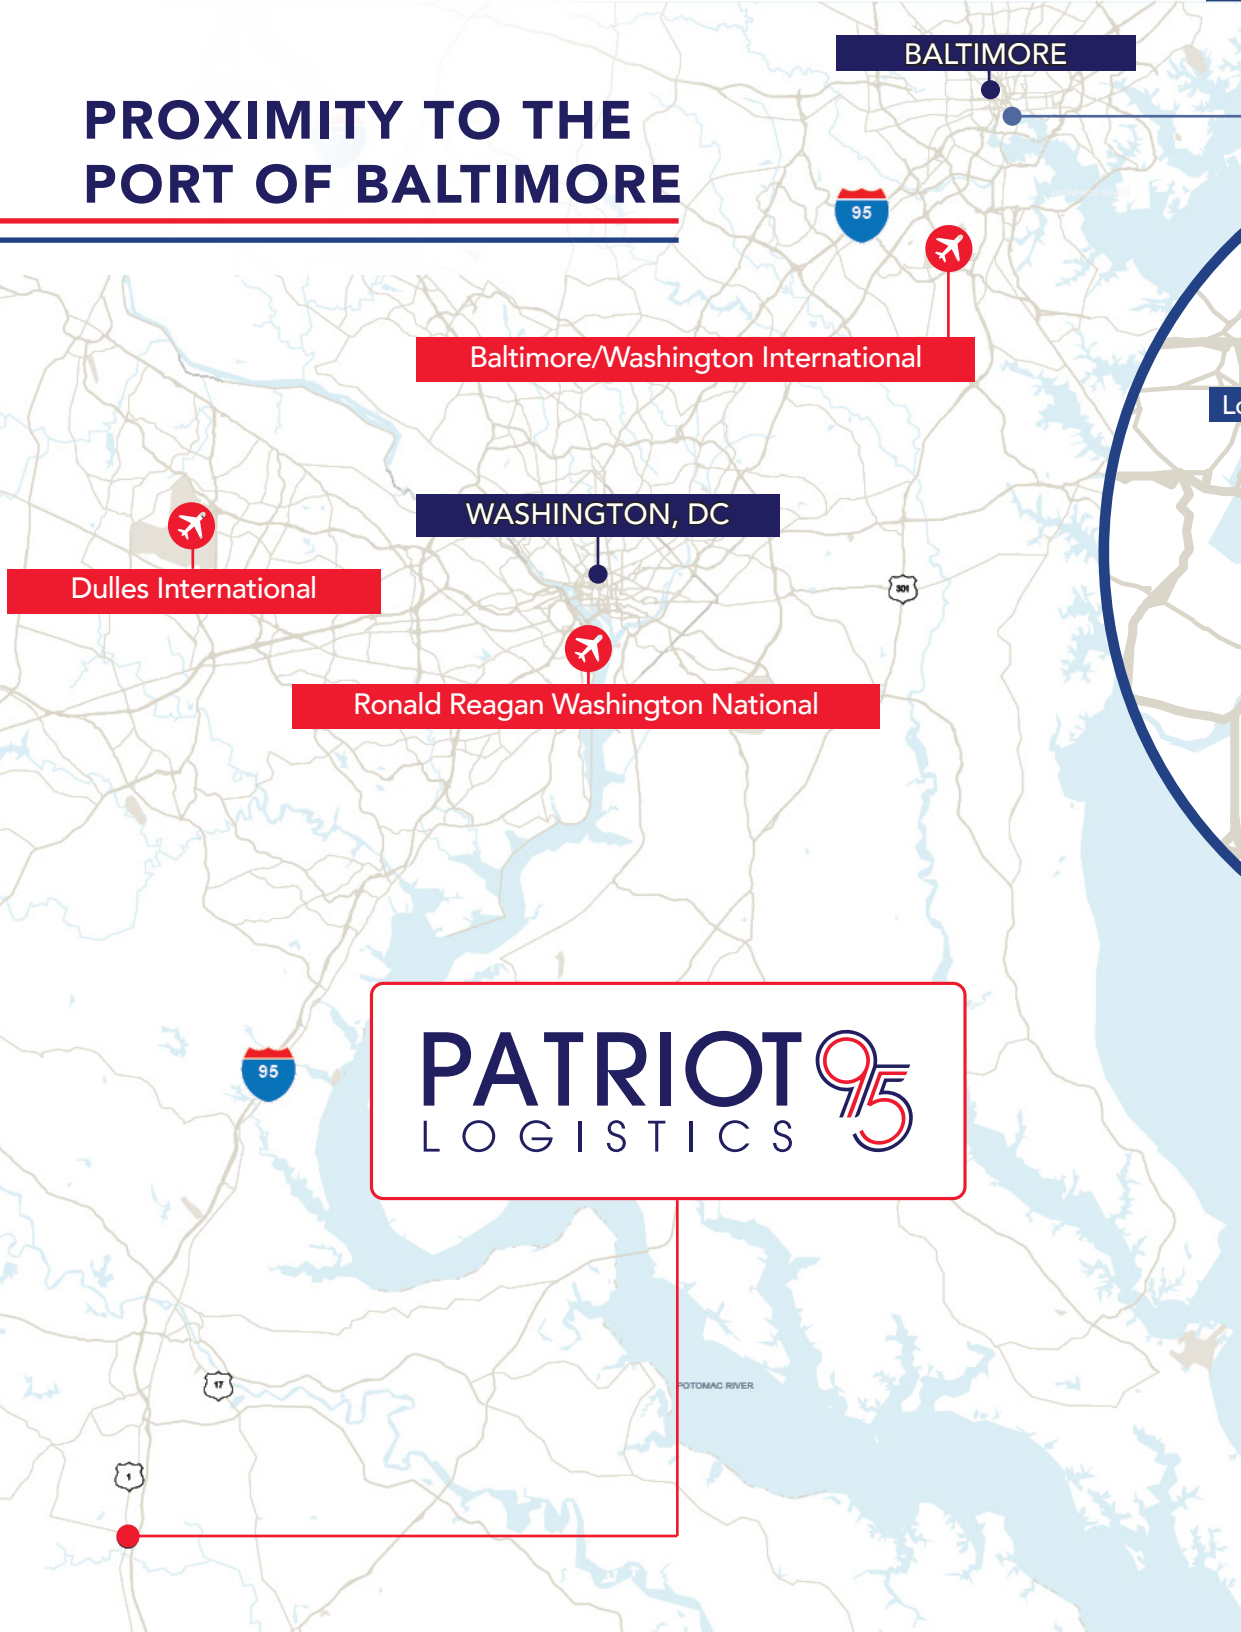 BALTIMORE
PROXIMITY TO THE
PORT OF BALTIMORE
95
Baltimore/Washington International
WASHINGTON, DC
Dulles International
301
Ronald Reagan Washington National
95
PATRIOT 95
LOGISTICS
17
POTOMAC RIVER
1